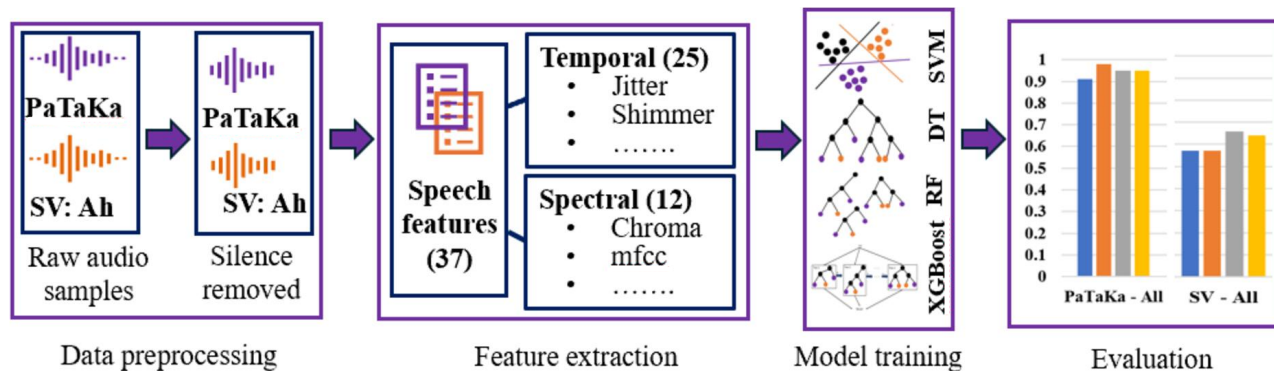 PaTaKa
SV: Ah
Raw audio
samples
PaTaKa
SV: Ah
Silence
removed
Data preprocessing
Speech
features
(37)
Temporal (25)
• Jitter
• Shimmer
• …….
Spectral (12)
• Chroma
• mfcc
• …….
Feature extraction
SVM
DT
RF
XGBoost
Model training
1
0.9
0.8
0.7
0.6
0.5
0.4
0.3
0.2
0.1
0
PaTaKa - All
SV - All
Evaluation